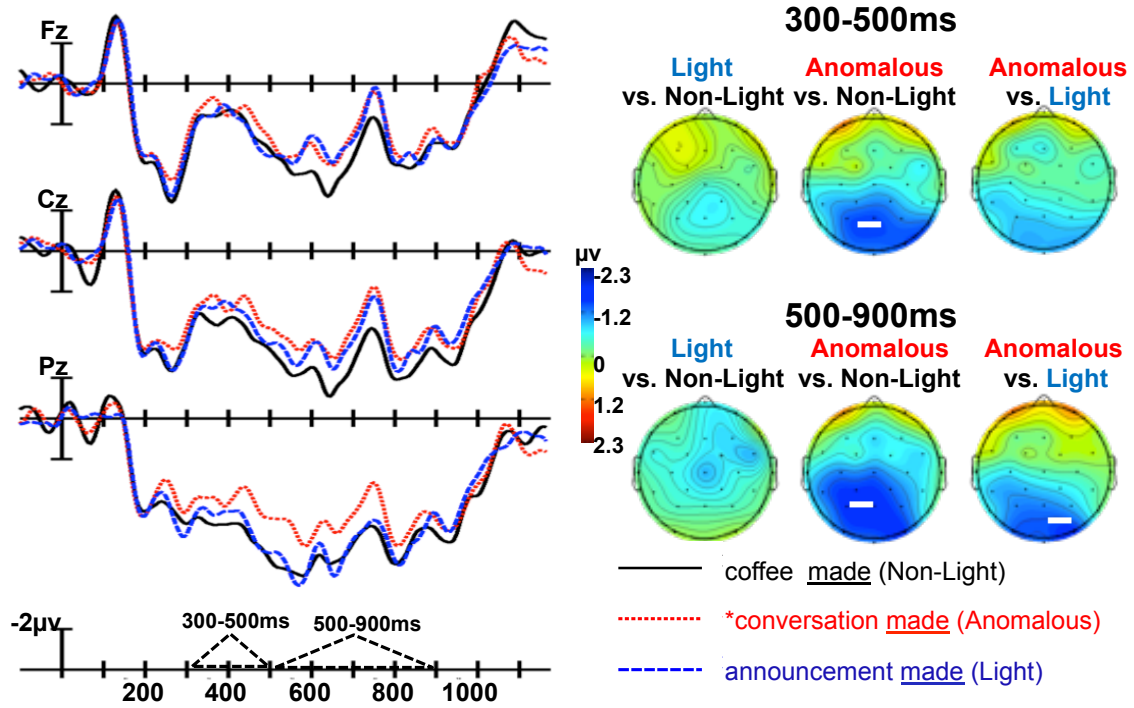 Fz
Cz
Pz
-2μv
300-500ms
500-900ms
200
400
600
800
1000
300-500ms
Light
vs. Non-Light
Anomalous
vs. Non-Light
Anomalous
vs. Light
μv
-2.3
-1.2
0
1.2
2.3
500-900ms
Light
vs. Non-Light
Anomalous
vs. Non-Light
Anomalous
vs. Light
coffee made (Non-Light)
*conversation made (Anomalous)
announcement made (Light)